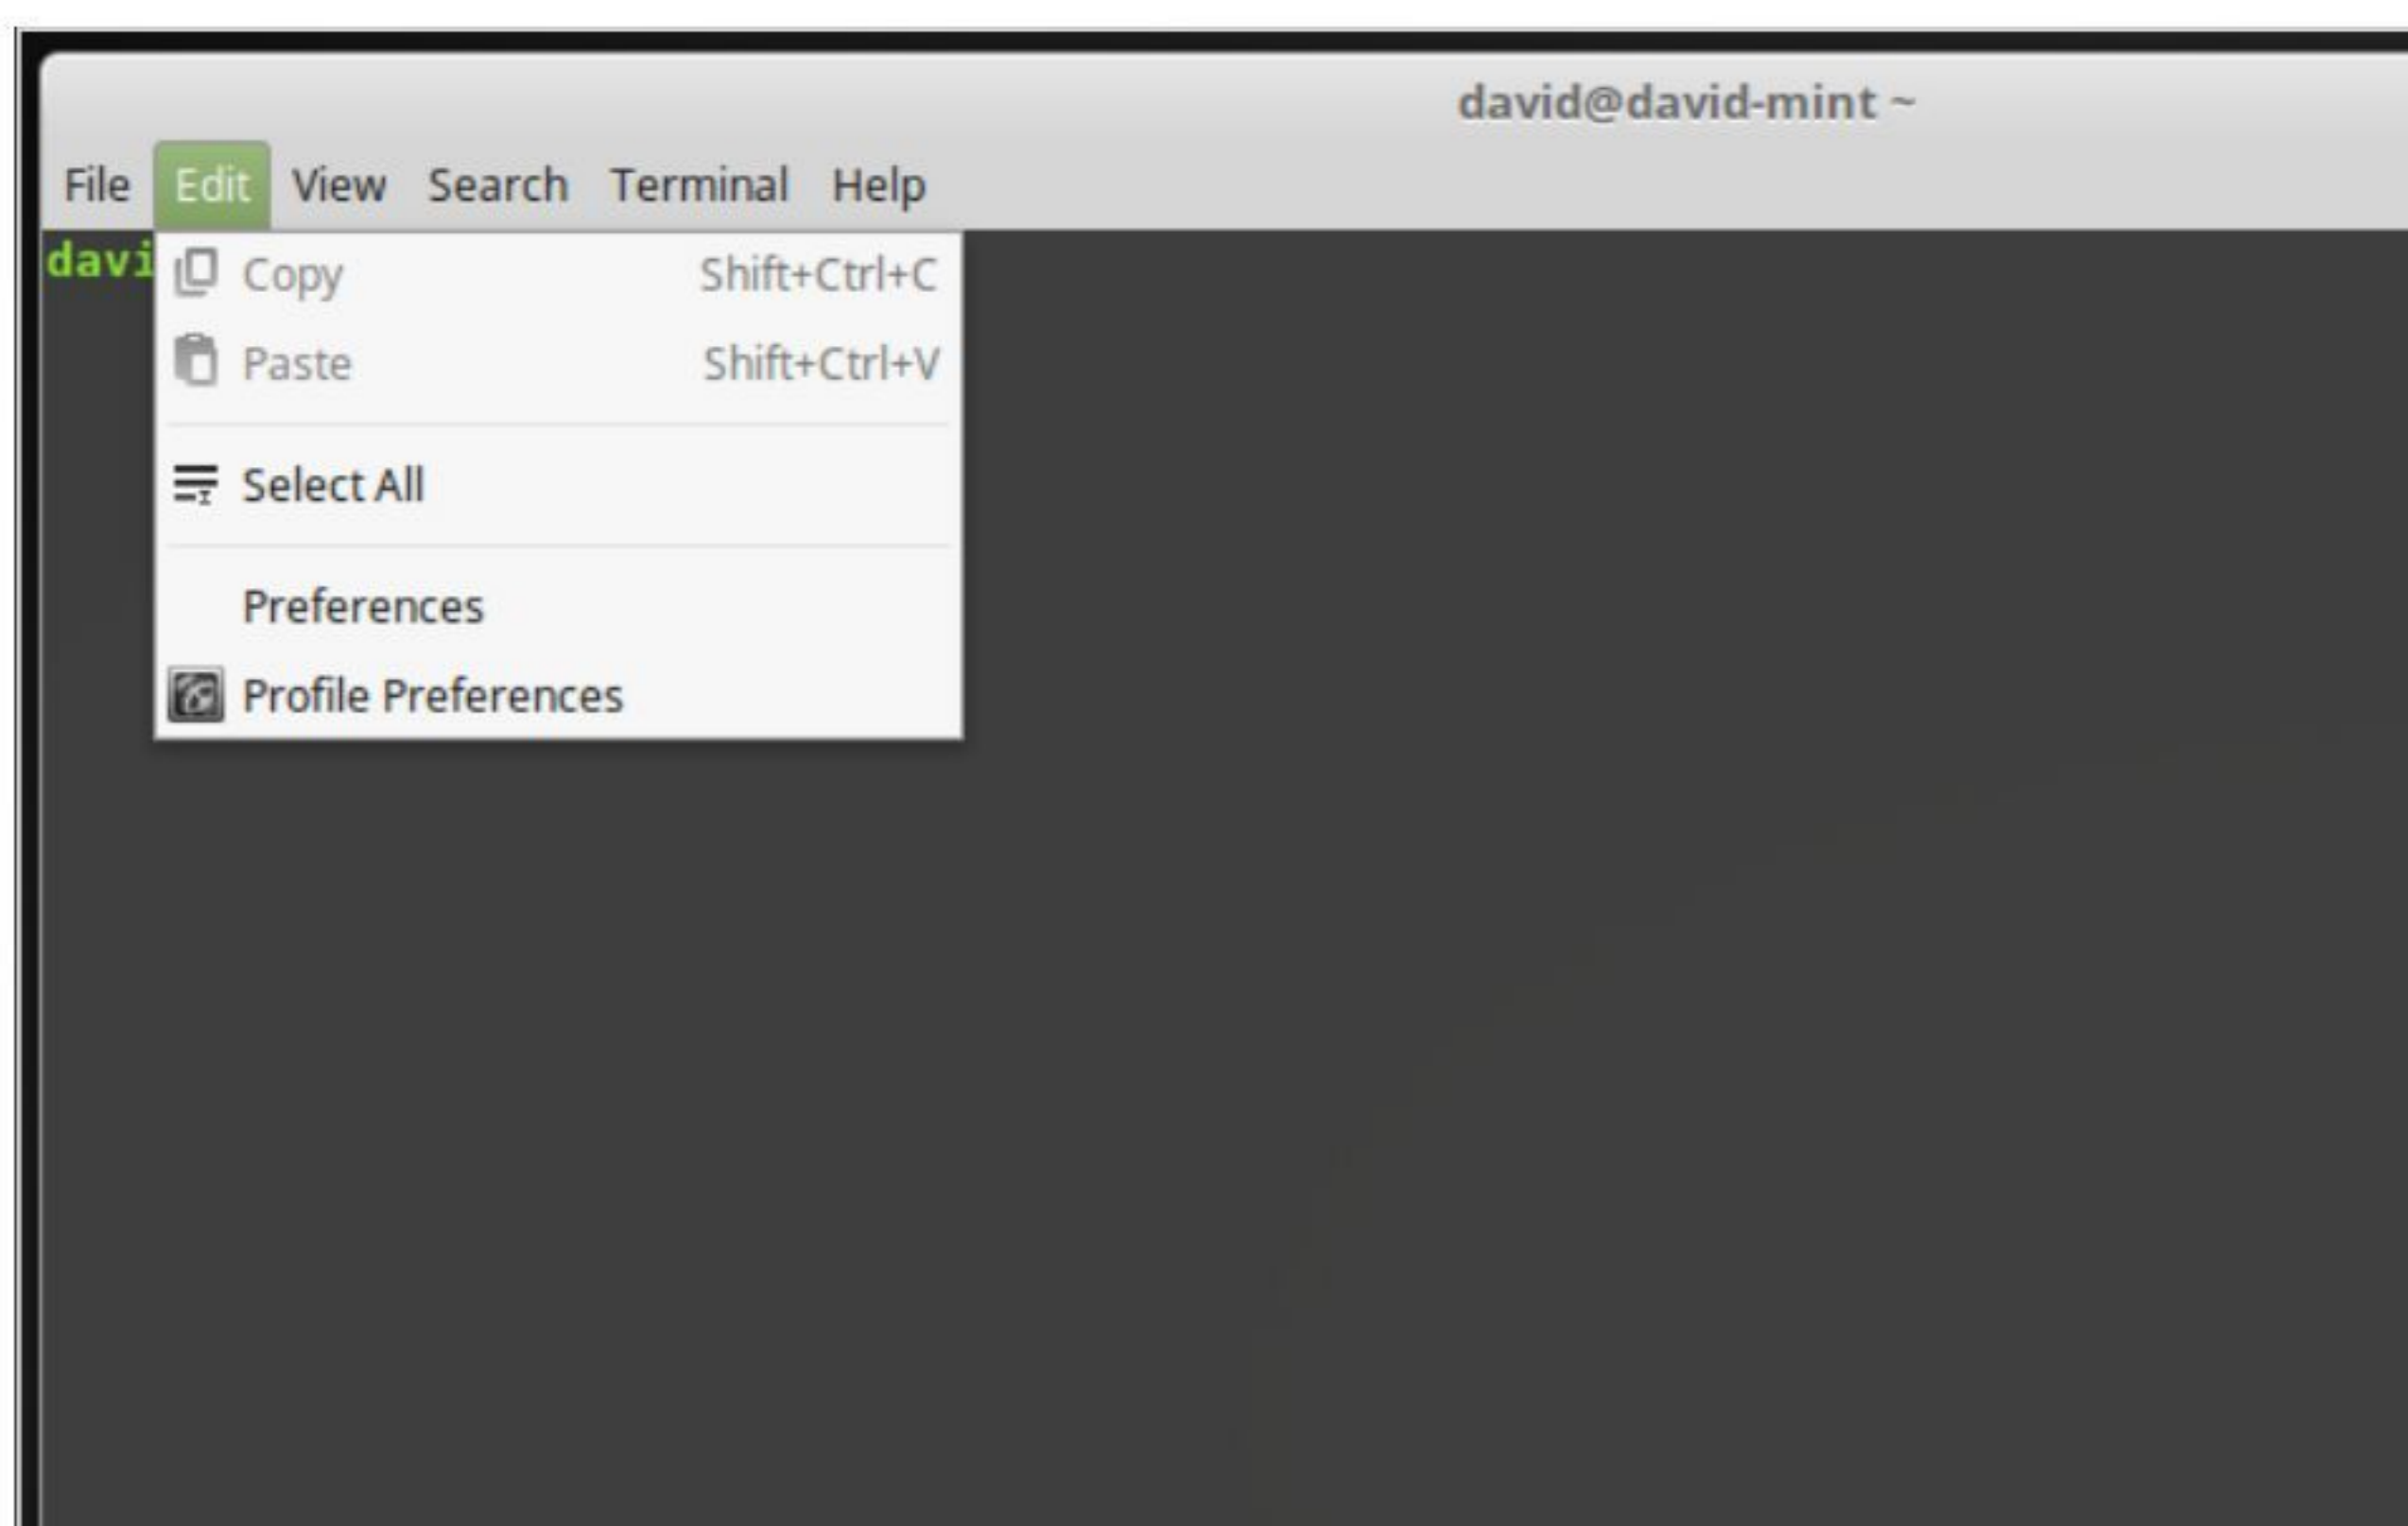 david@david-mint ~
File Edit View Search Terminal Help
davi
Copy Shift+Ctrl+C
Paste Shift+Ctrl+V
Select All
Preferences
Profile Preferences